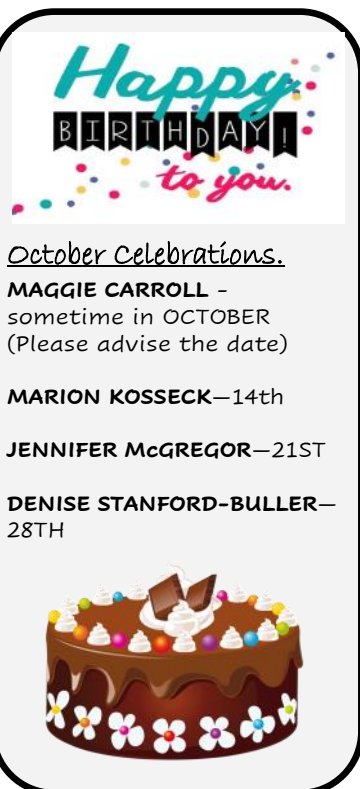 Happy
BIRTHDAY!
to you.
October Celebrations.
MAGGIE CARROLL -
sometime in OCTOBER
(Please advise the date)
MARION KOSSECK—14th
JENNIFER McGREGOR—21ST
DENISE STANFORD-BULLER—
28TH